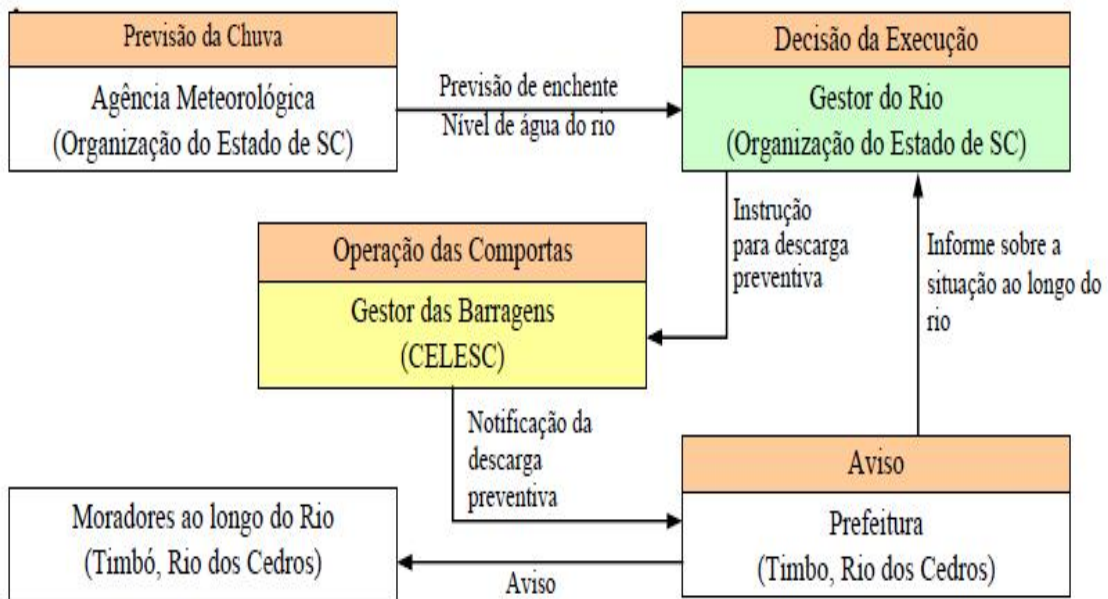 Previsão da Chuva
Agência Meteorológica
(Organização do Estado de SC)
Previsão de enchente
Nível de água do rio
Decisão da Execução
Gestor do Rio
(Organização do Estado de SC)
Instrução
para descarga
preventiva
Informe sobre a
situação ao longo do
rio
Operação das Comportas
Gestor das Barragens
(CELESC)
Notificação da
descarga
preventiva
Aviso
Prefeitura
(Timbo, Rio dos Cedros)
Aviso
Moradores ao longo do Rio
(Timbó, Rio dos Cedros)